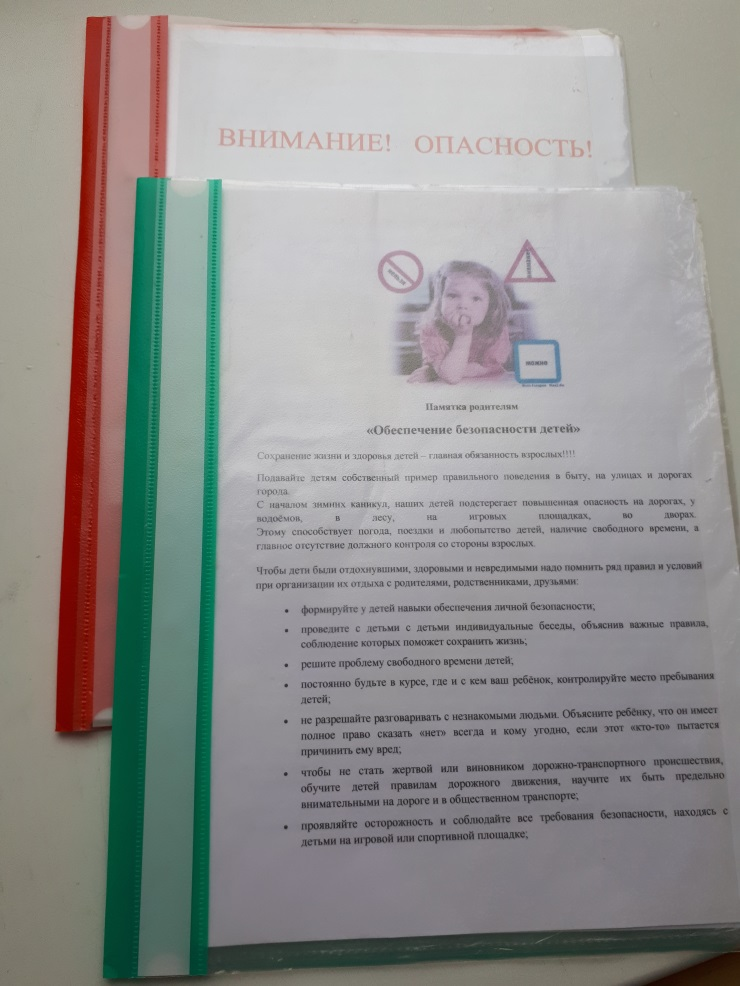 ВНИМАНИЕ! ОПАСНОСТЬ!
можно
Памятка родителям
«Обеспечение безопасности детей»
Сохранение жизни и здоровья детей – главная обязанность взрослых!!!!
Подавайте детям собственный пример правильного поведения в быту, на улицах и дорогах
города.
С началом зимних каникул, наших детей подстерегает повышенная опасность на дорогах, у
водоёмов, в лесу, на игровых площадках, во дворах.
Этому способствует погода, поездки и любопытство детей, наличие свободного времени, а
главное отсутствие должного контроля со стороны взрослых.
Чтобы дети были отдохнувшими, здоровыми и невредимыми надо помнить ряд правил и условий
при организации их отдыха с родителями, родственниками, друзьями:
• формируйте у детей навыки обеспечения личной безопасности;
• проведите с детьми с детьми индивидуальные беседы, объяснив важные правила,
соблюдение которых поможет сохранить жизнь;
• решите проблему свободного времени детей;
• постоянно будьте в курсе, где и с кем ваш ребёнок, контролируйте место пребывания
детей;
• не разрешайте разговаривать с незнакомыми людьми. Объясните ребёнку, что он имеет
полное право сказать «нет» всегда и кому угодно, если этот «кто-то» пытается
причинить ему вред;
• чтобы не стать жертвой или виновником дорожно-транспортного происшествия,
обучите детей правилам дорожного движения, научите их быть предельно
внимательными на дороге и в общественном транспорте;
• проявляйте осторожность и соблюдайте все требования безопасности, находясь с
детьми на игровой или спортивной площадке;